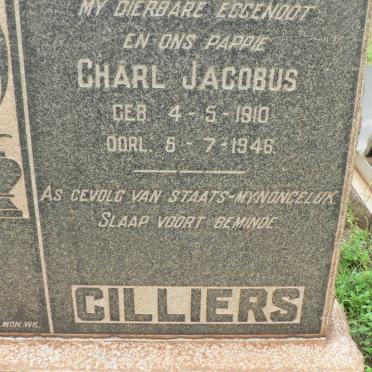 MY DIERBARE EGGENOOT
EN ONS PAPPIE
CHARL JACOBUS
GEB. 4-5-1910
OORL. 6-7-1946.
AS GEVOLG VAN STAATS-MYNONGELUK.
SLAAP VOORT BEMINDE.
CILLIERS
MON. WK.